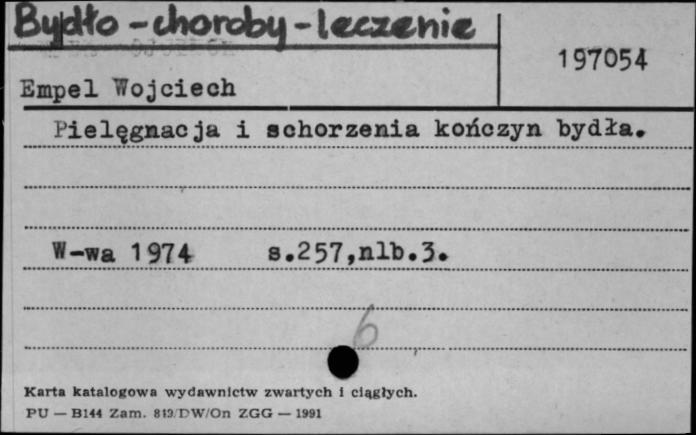 Bydło - choroby - leczenie
197054
Empel Wojciech
Pielęgnacja i schorzenia kończyn bydła.
W-wa 1974 s.257,nlb.3.
6
Karta katalogowa wydawnictw zwartych i ciągłych.
PU — B144 Zam. 813/DW/On ZGG — 1991